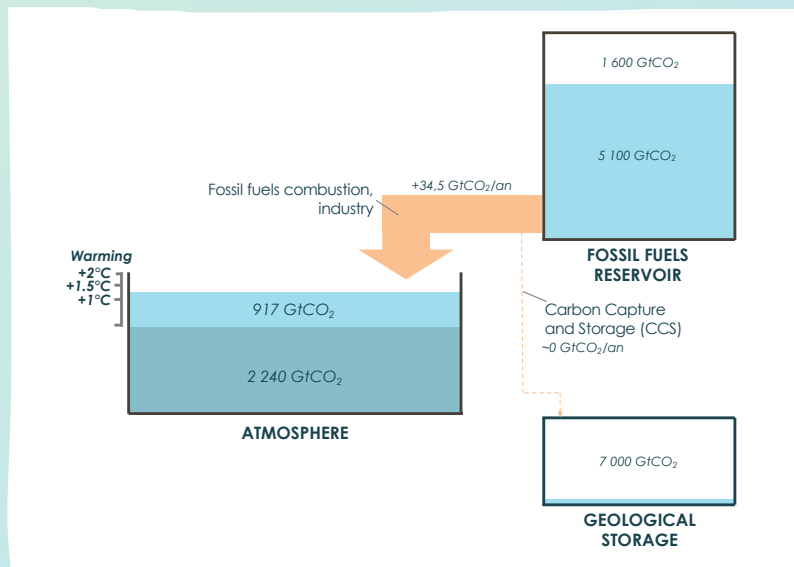 1 600 GtCO₂
5 100 GtCO₂
+34,5 GtCO₂/an
Fossil fuels combustion,
industry
FOSSIL FUELS
RESERVOIR
Warming
+2°C
+1.5°C
+1°C
917 GtCO₂
2 240 GtCO₂
ATMOSPHERE
Carbon Capture
and Storage (CCS)
~0 GtCO₂/an
7 000 GtCO₂
GEOLOGICAL
STORAGE